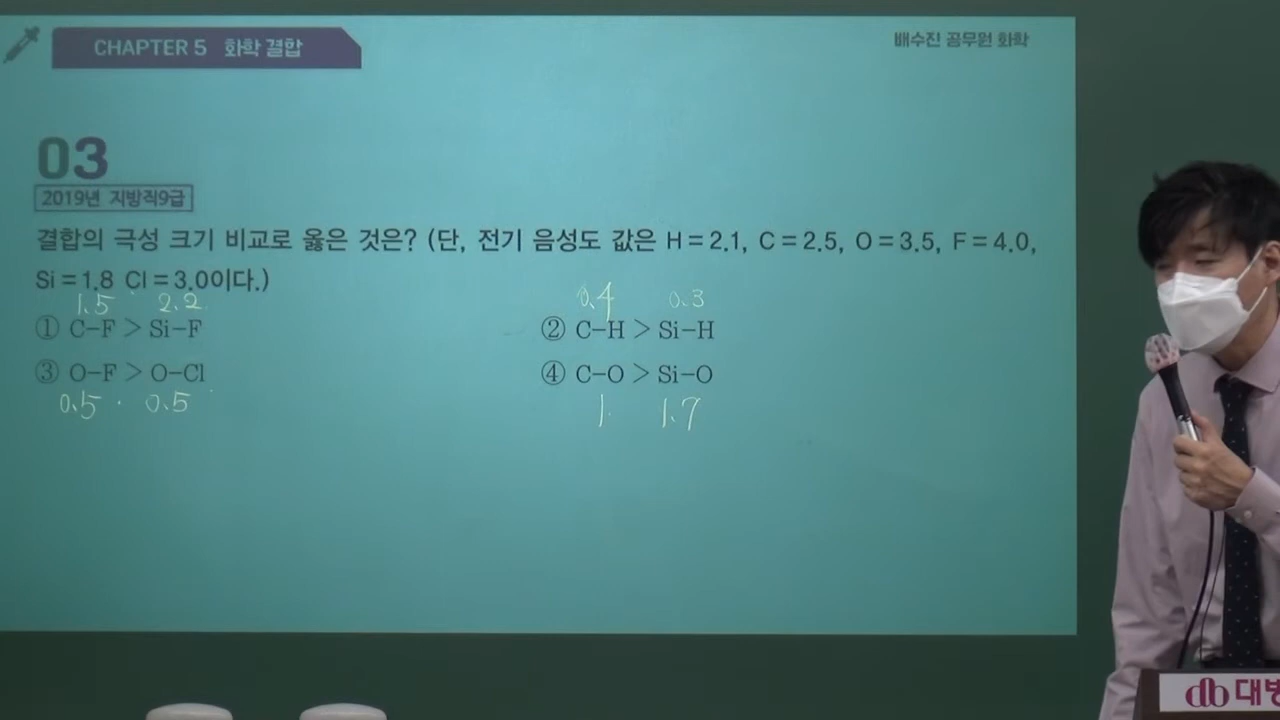 CHAPTER 5 화학 결합
배수진 공무원 화학
03
2019년 지방직9급
결합의 극성 크기 비교로 옳은 것은? (단, 전기 음성도 값은 H=2.1, C=2.5, O=3.5, F=4.0,
Si=1.8 Cl=3.0이다.)
1.5 2.2
① C-F > Si-F
0.4 0.3
② C-H > Si-H
③ O-F > O-Cl
0.5 0.5
④ C-O > Si-O
1. 1.7
db 대방